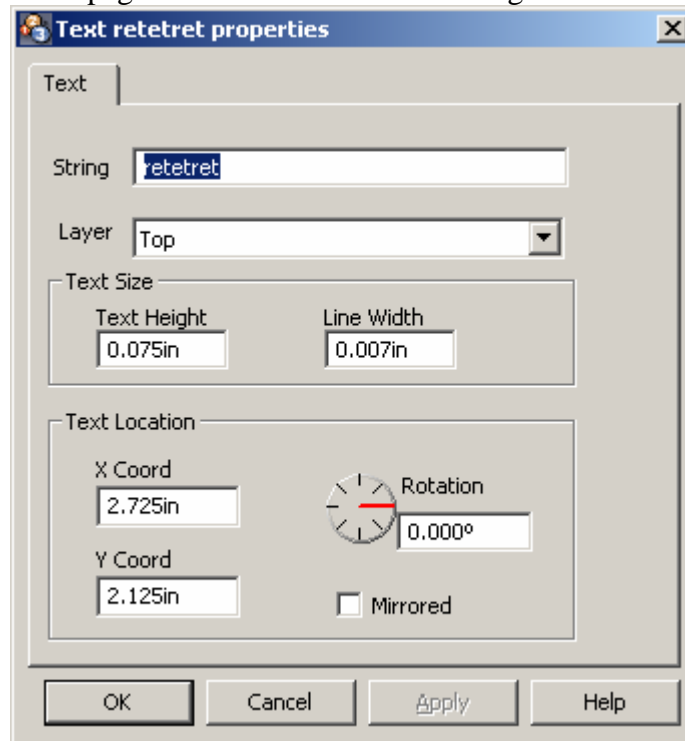 Text retetret properties
Text
String retetret
Layer Top
Text Size
Text Height Line Width
0.075in 0.007in
Text Location
X Coord
2.725in
Rotation
0.000º
Y Coord
2.125in
Mirrored
OK Cancel Apply Help